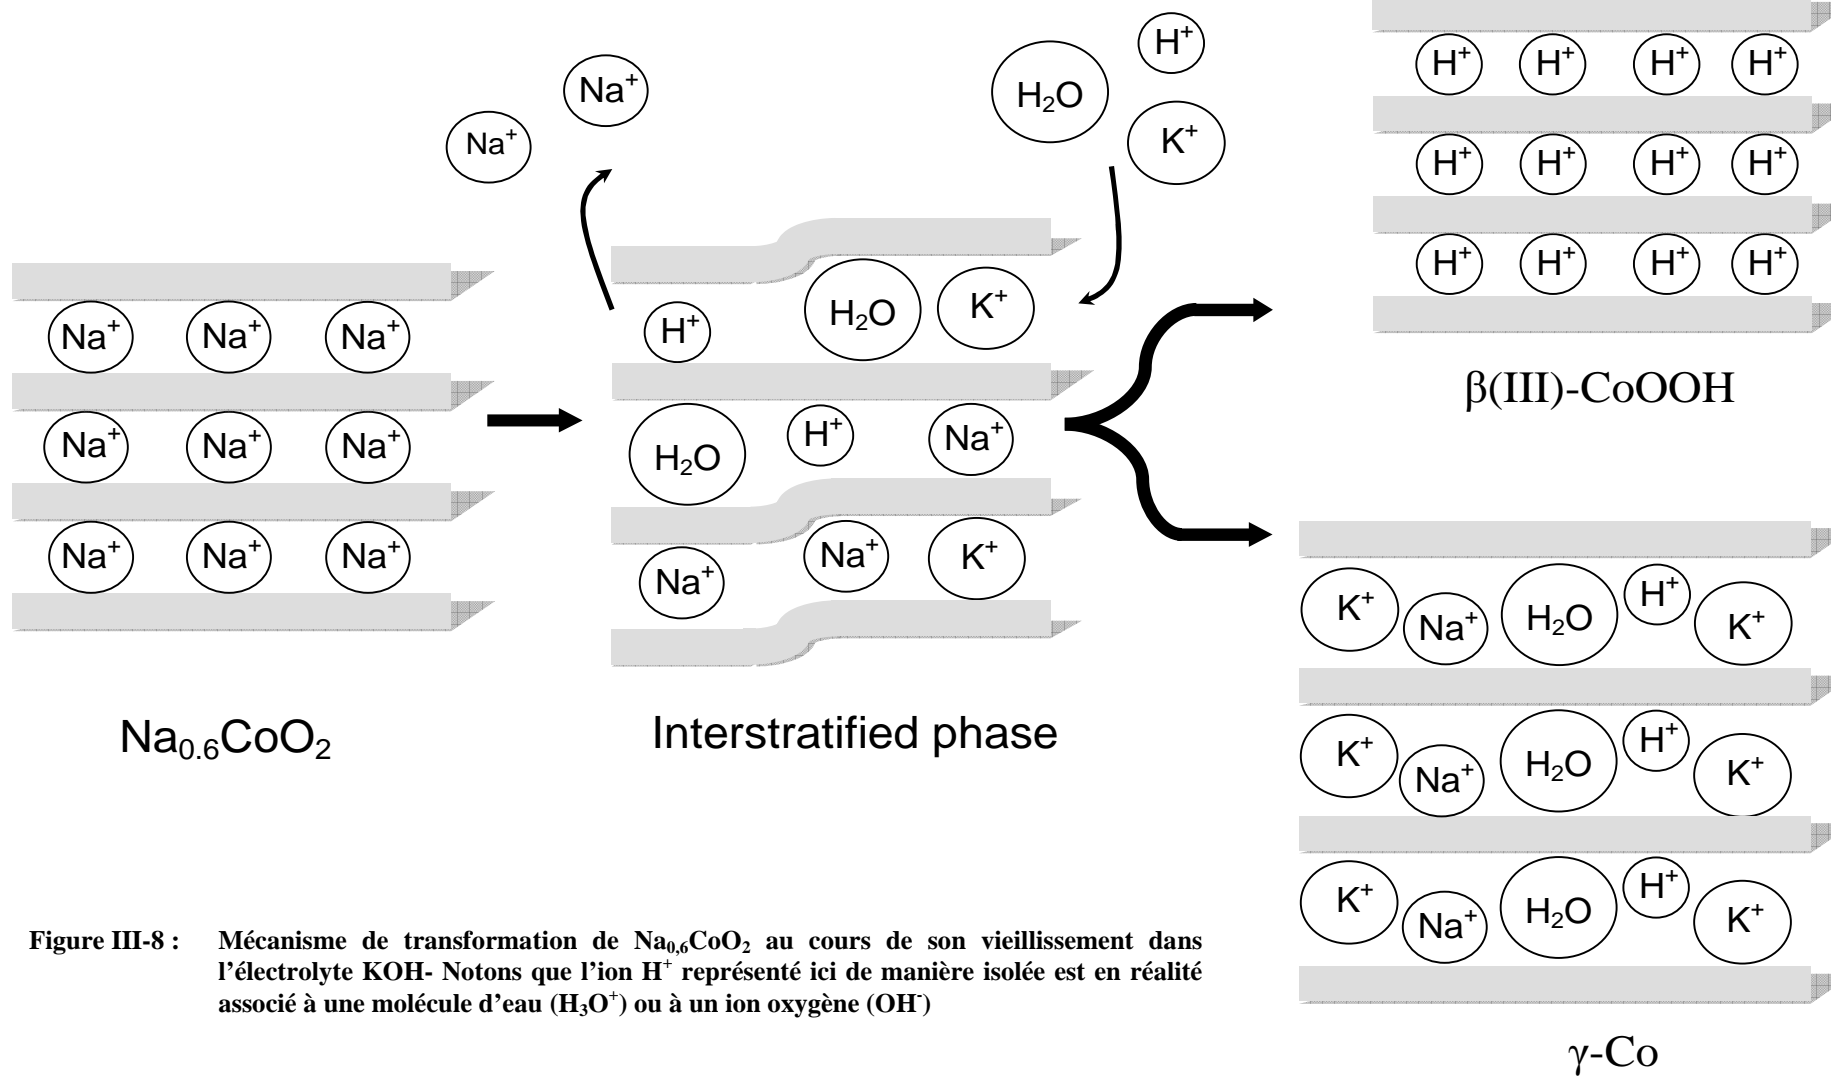 Na⁺ Na⁺ Na⁺
Na⁺ Na⁺ Na⁺
Na⁺ Na⁺ Na⁺
Na₀.₆CoO₂
Na⁺
Na⁺
H₂O
H⁺
K⁺
H⁺ H₂O K⁺
H₂O H⁺ Na⁺
Na⁺ Na⁺ K⁺
Interstratified phase
H⁺ H⁺ H⁺ H⁺
H⁺ H⁺ H⁺ H⁺
H⁺ H⁺ H⁺ H⁺
β(III)-CoOOH
K⁺ Na⁺ H₂O H⁺ K⁺
K⁺ Na⁺ H₂O H⁺ K⁺
K⁺ Na⁺ H₂O H⁺ K⁺
γ-Co
Figure III-8 : Mécanisme de transformation de Na₀,₆CoO₂ au cours de son vieillissement dans
l’électrolyte KOH- Notons que l’ion H⁺ représenté ici de manière isolée est en réalité
associé à une molécule d’eau (H₃O⁺) ou à un ion oxygène (OH⁻)